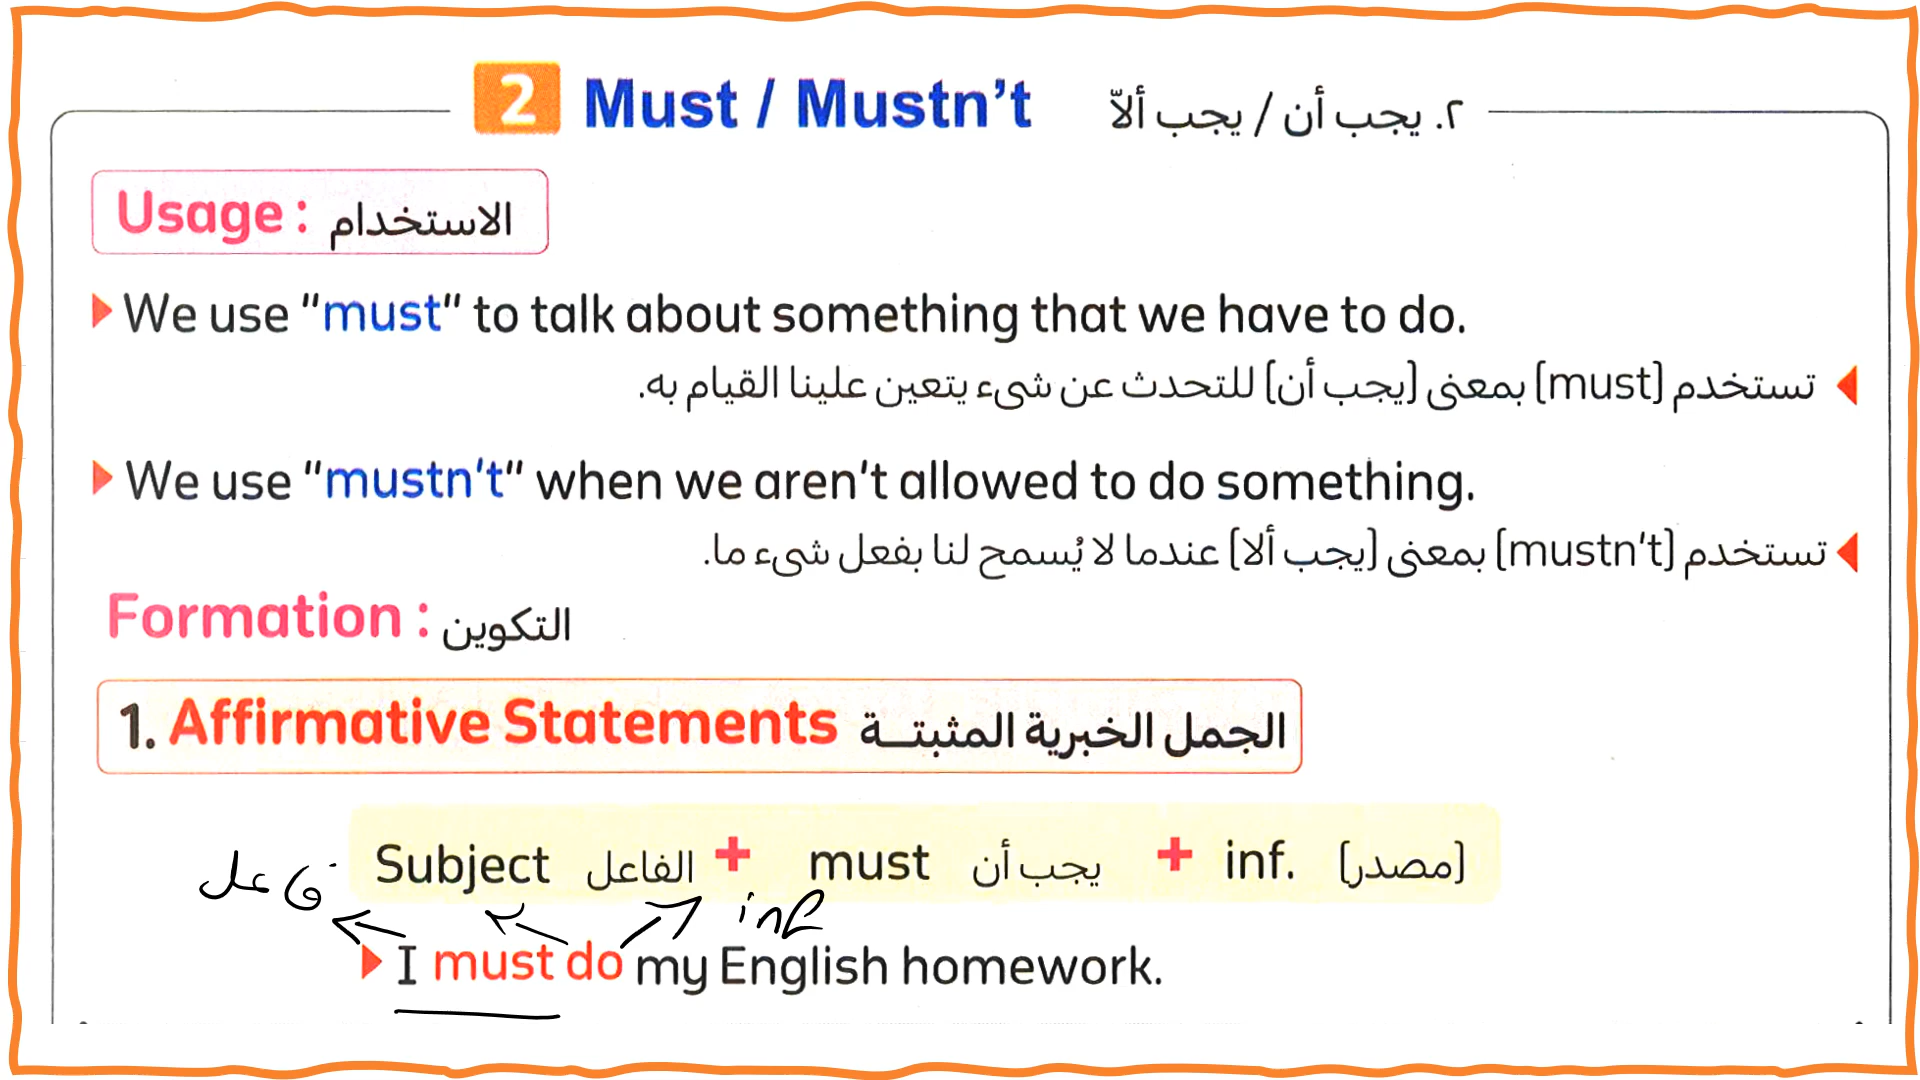 2 Must / Mustn't ٢. يجب أن / يجب ألاّ
Usage : الاستخدام
We use "must" to talk about something that we have to do.
تستخدم (must) بمعنى (يجب أن) للتحدث عن شىء يتعين علينا القيام به.
We use "mustn't" when we aren't allowed to do something.
تستخدم (mustn't) بمعنى (يجب ألا) عندما لا يُسمح لنا بفعل شىء ما.
Formation : التكوين
1. Affirmative Statements الجمل الخبرية المثبتة
Subject الفاعل + must يجب أن + inf. (مصدر)
فاعل inf
I must do my English homework.